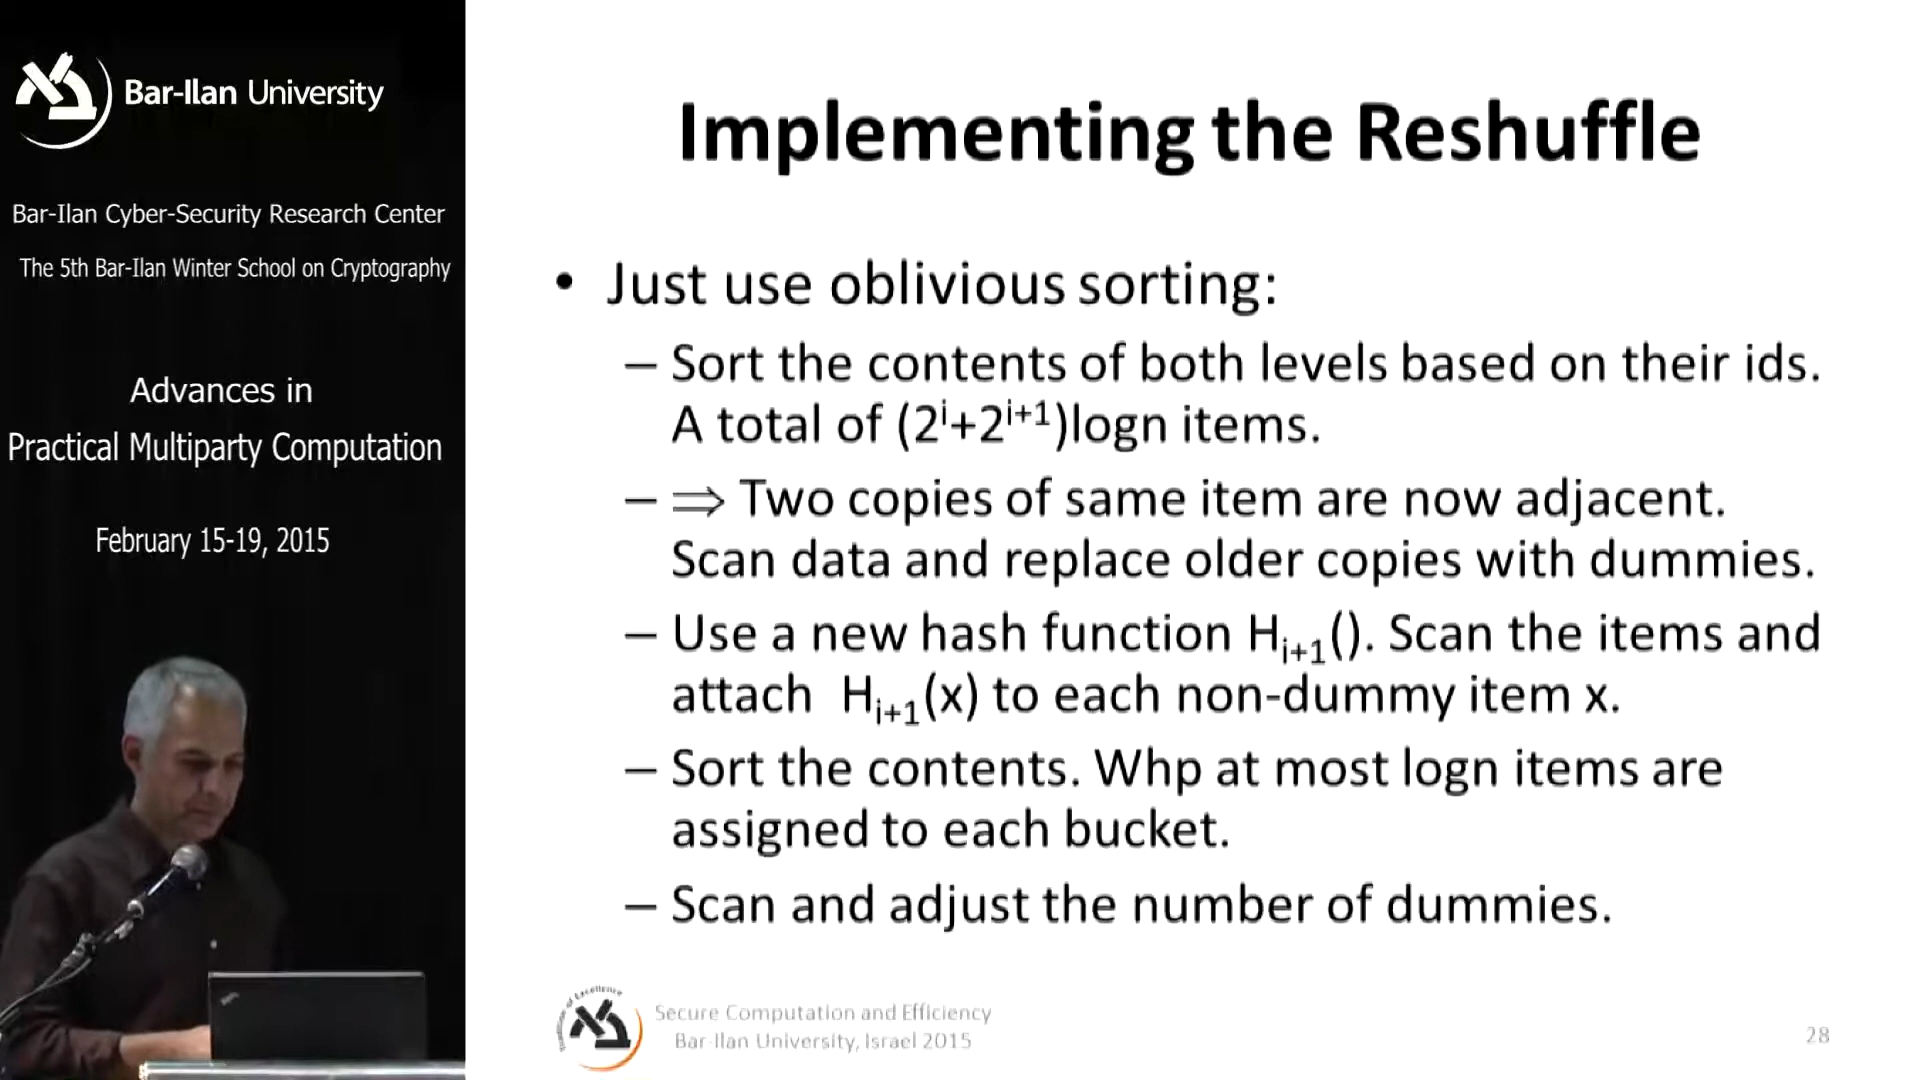 Bar-Ilan University
Bar-Ilan Cyber-Security Research Center
The 5th Bar-Ilan Winter School on Cryptography
Advances in
Practical Multiparty Computation
February 15-19, 2015
Implementing the Reshuffle
• Just use oblivious sorting:
– Sort the contents of both levels based on their ids.
A total of (2ⁱ+2ⁱ⁺¹)logn items.
– ⇒ Two copies of same item are now adjacent.
Scan data and replace older copies with dummies.
– Use a new hash function Hᵢ₊₁(). Scan the items and
attach Hᵢ₊₁(x) to each non-dummy item x.
– Sort the contents. Whp at most logn items are
assigned to each bucket.
– Scan and adjust the number of dummies.
of Excellence
Secure Computation and Efficiency
Bar-Ilan University, Israel 2015
28